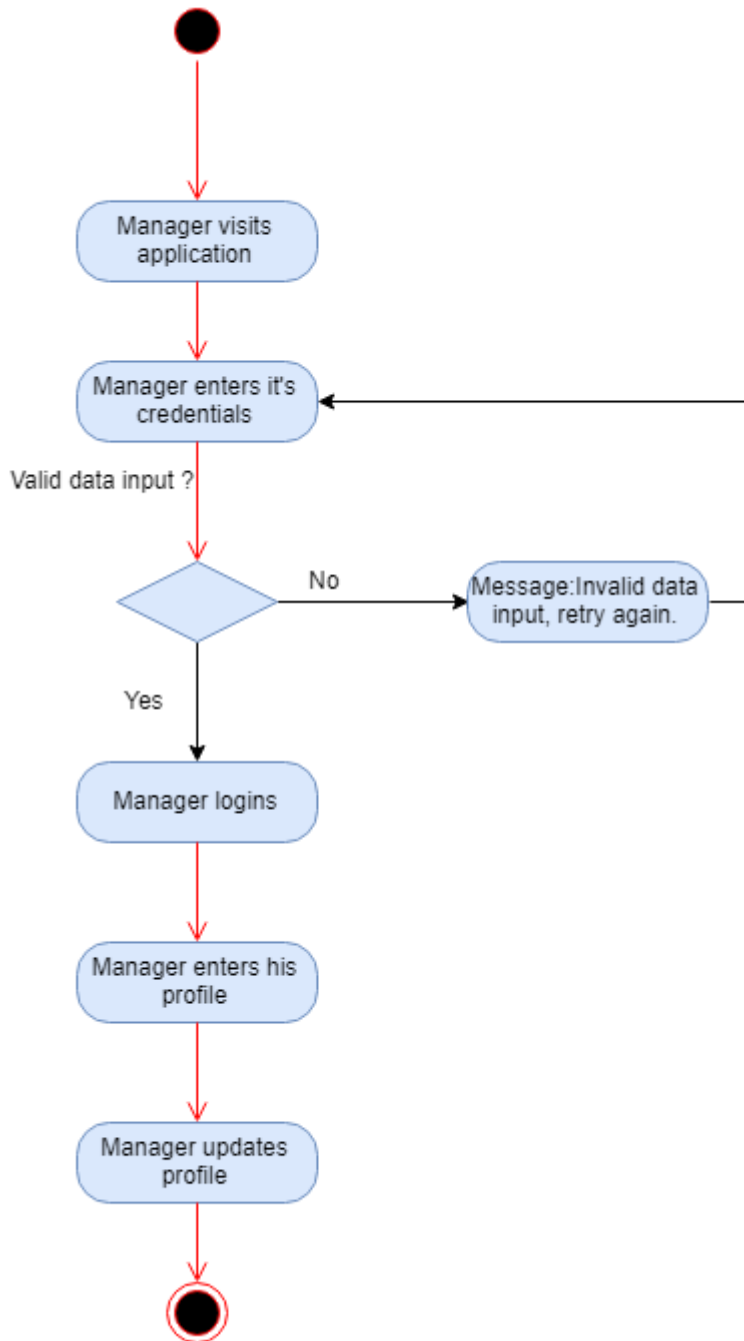 Manager visits
application
Manager enters it's
credentials
Valid data input ?
No
Message:Invalid data
input, retry again.
Yes
Manager logins
Manager enters his
profile
Manager updates
profile